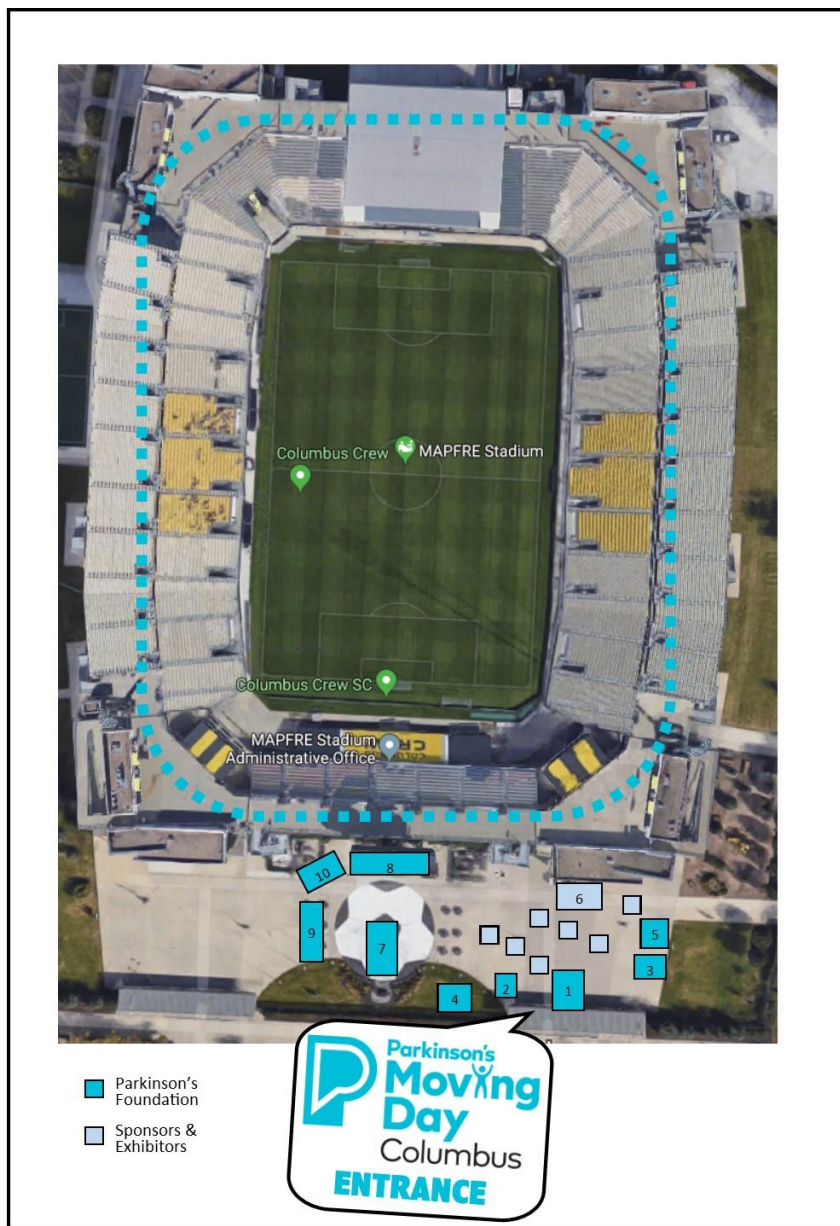 Columbus Crew
MAPFRE Stadium
Columbus Crew SC
MAPFRE Stadium
Administrative Office
10
8
6
9
7
5
3
2
1
4
Parkinson's
Foundation
Sponsors &
Exhibitors
Parkinson's
Moving
Day
Columbus
ENTRANCE